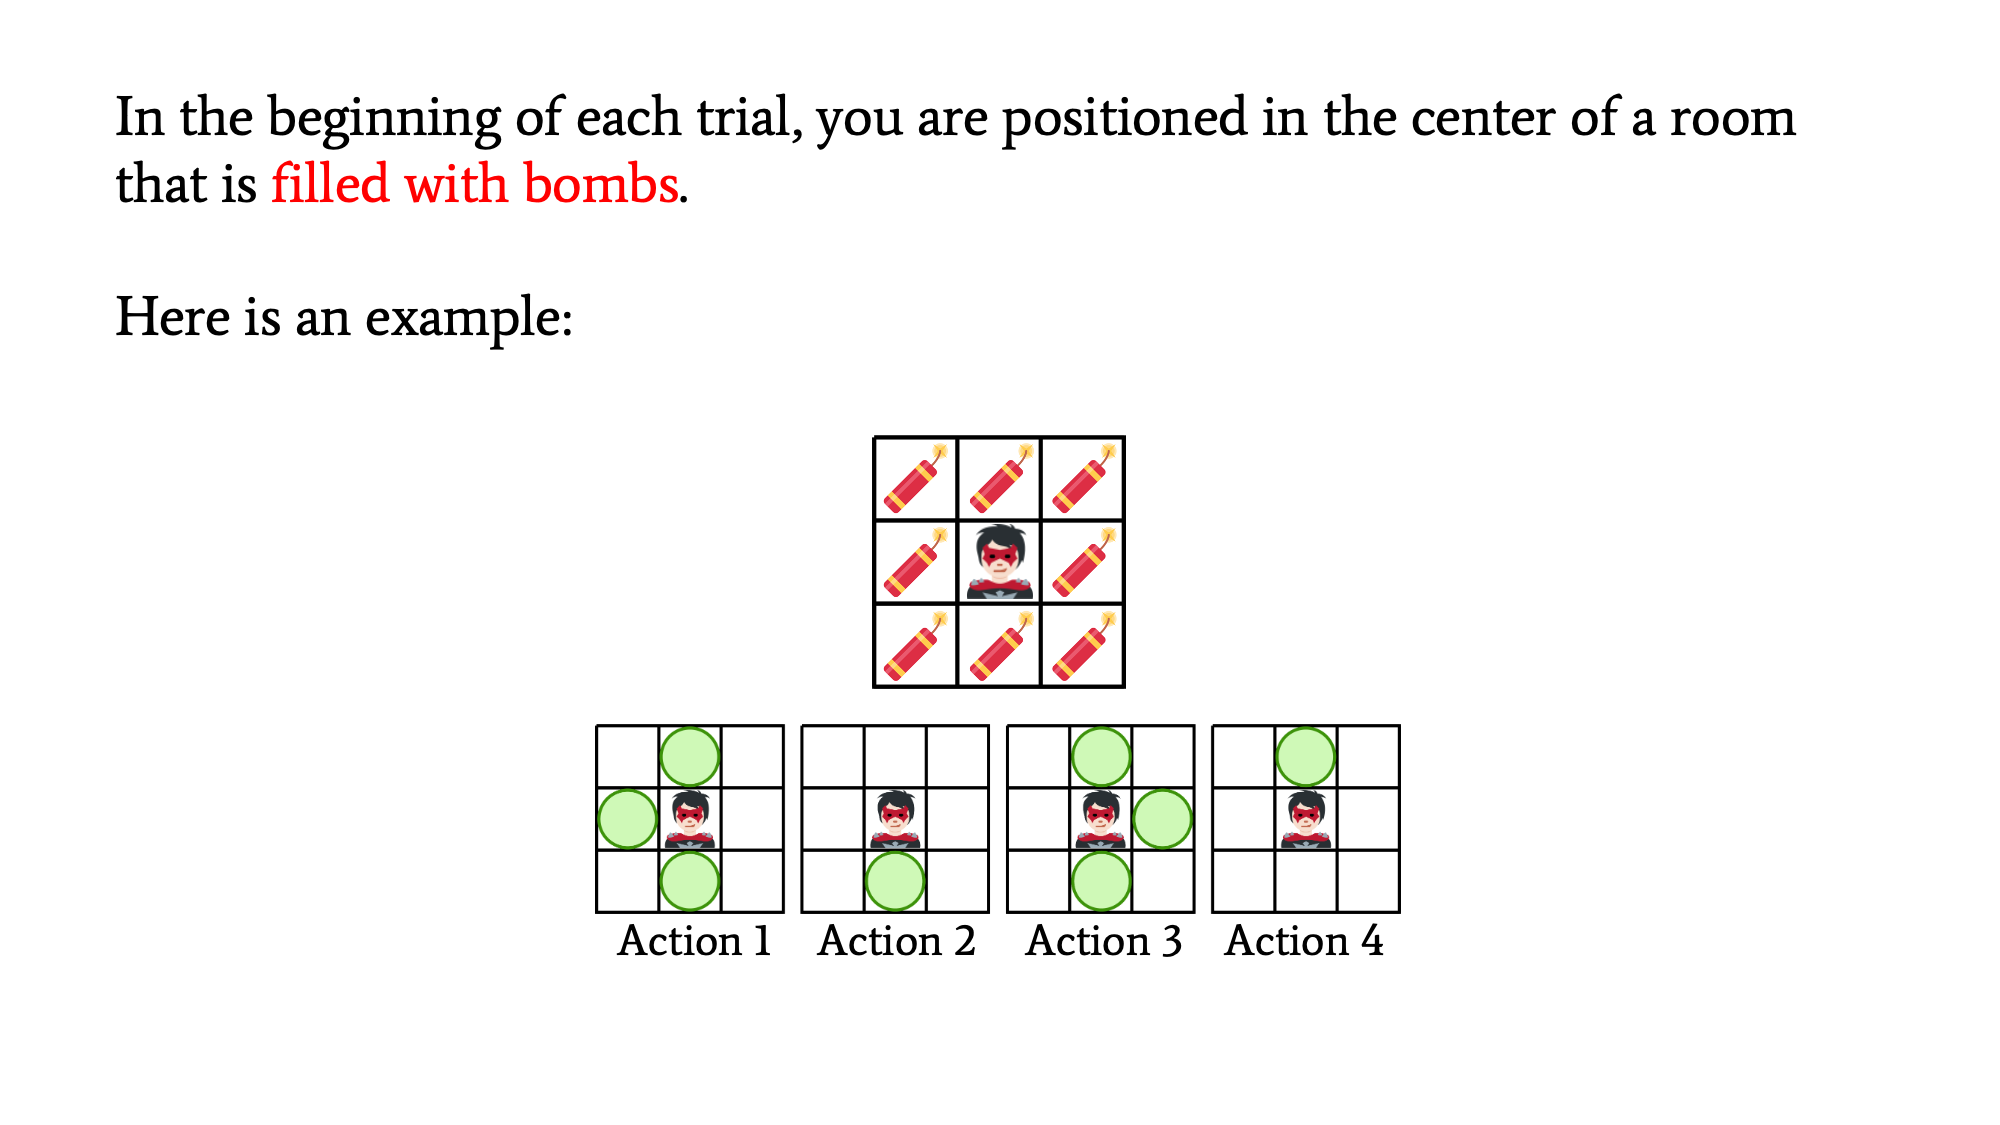 In the beginning of each trial, you are positioned in the center of a room
that is filled with bombs.
Here is an example:
Action 1 Action 2 Action 3 Action 4